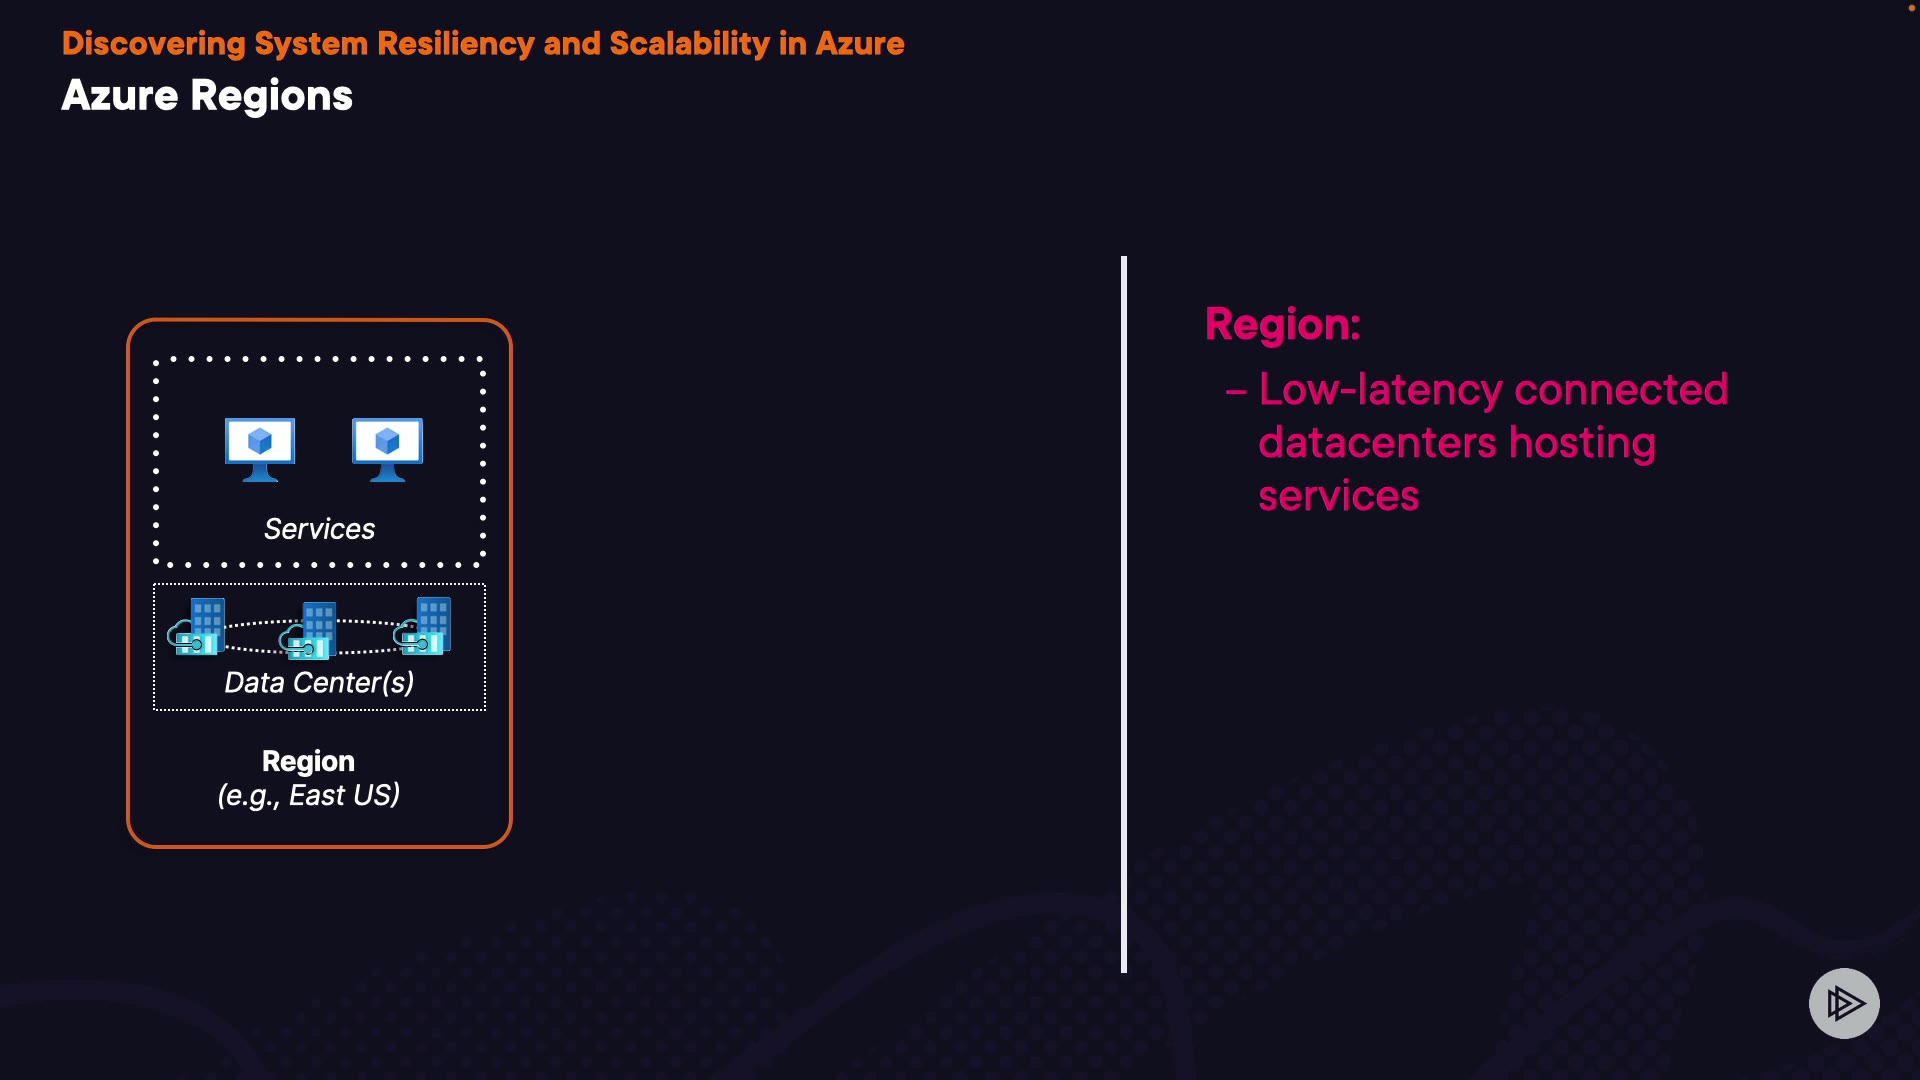 Discovering System Resiliency and Scalability in Azure
Azure Regions
Services
Data Center(s)
Region
(e.g., East US)
Region:
– Low-latency connected
datacenters hosting
services